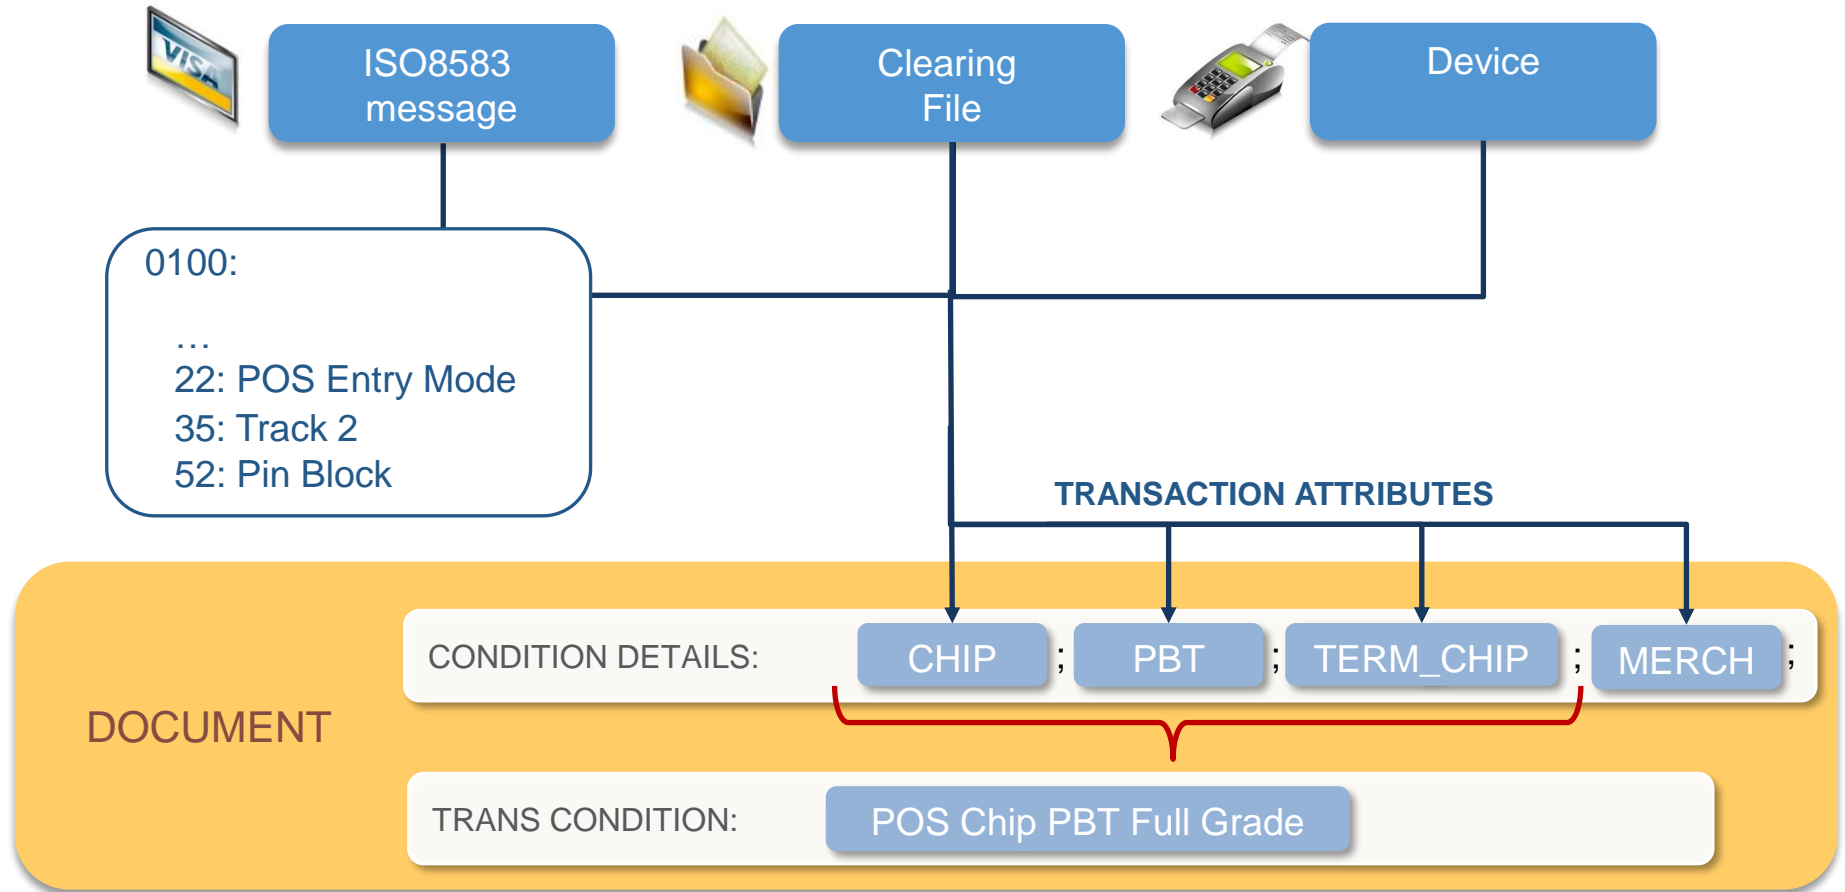 VISA
ISO8583
message
Clearing
File
Device
0100:
…
22: POS Entry Mode
35: Track 2
52: Pin Block
TRANSACTION ATTRIBUTES
CONDITION DETAILS: CHIP ; PBT ; TERM_CHIP ; MERCH ;
DOCUMENT
TRANS CONDITION: POS Chip PBT Full Grade